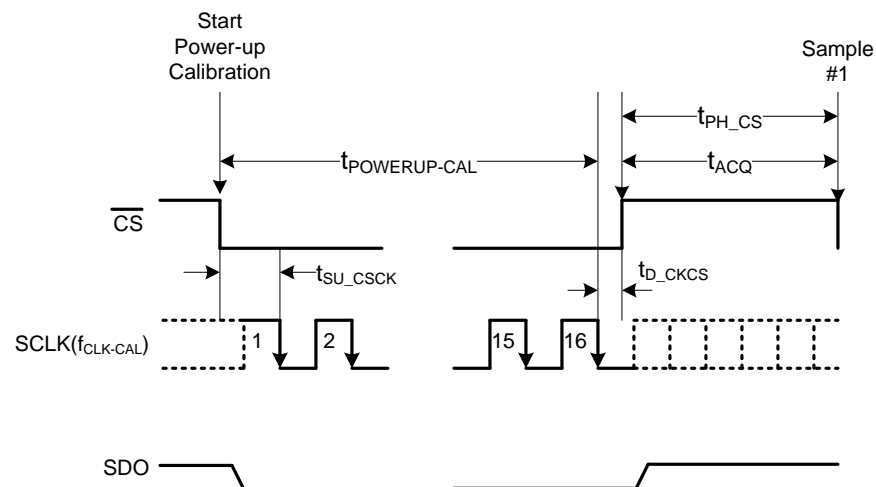 Start
Power-up
Calibration
Sample
#1
tPH_CS
tPOWERUP-CAL
tACQ
CS
tSU_CSCK
tD_CKCS
SCLK(fCLK-CAL)
1
2
15
16
SDO